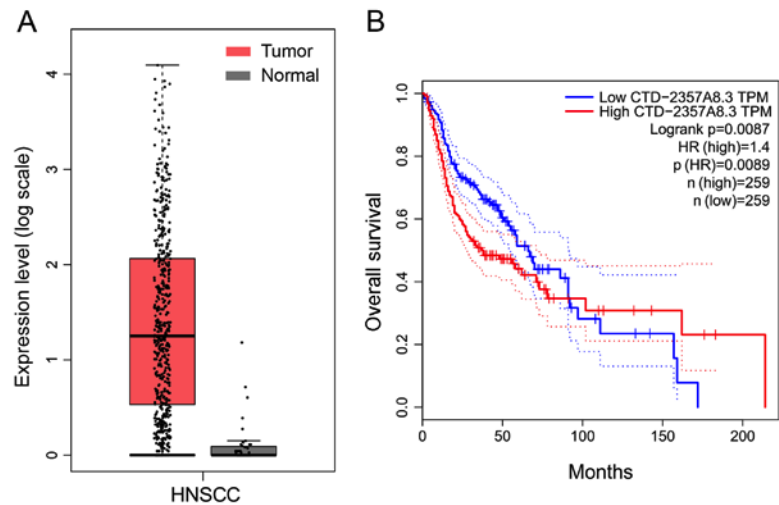 A
Expression level (log scale)
4
3
2
1
0
Tumor
Normal
HNSCC
B
Overall survival
1.0
0.8
0.6
0.4
0.2
0.0
Low CTD-2357A8.3 TPM
High CTD-2357A8.3 TPM
Logrank p=0.0087
HR (high)=1.4
p (HR)=0.0089
n (high)=259
n (low)=259
0 50 100 150 200
Months